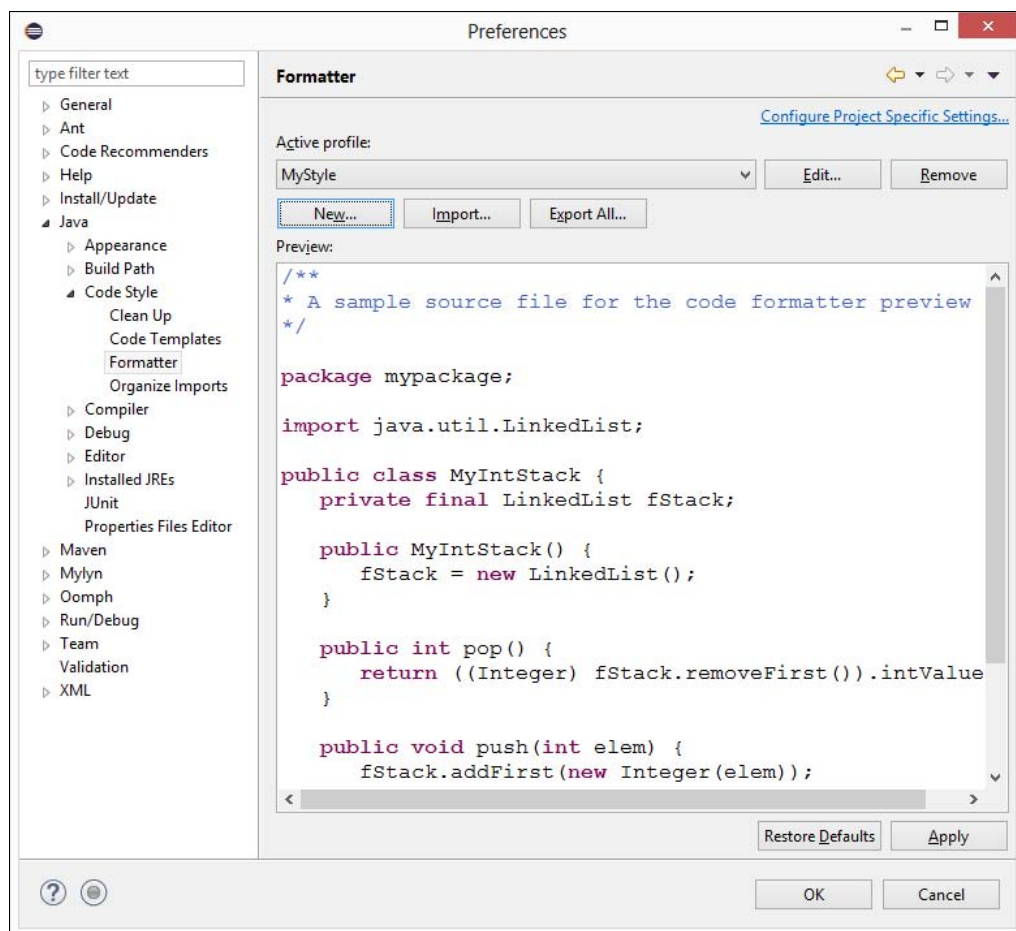 Preferences
type filter text
General
Ant
Code Recommenders
Help
Install/Update
Java
Appearance
Build Path
Code Style
Clean Up
Code Templates
Formatter
Organize Imports
Compiler
Debug
Editor
Installed JREs
JUnit
Properties Files Editor
Maven
Mylyn
Oomph
Run/Debug
Team
Validation
XML
Formatter
Configure Project Specific Settings...
Active profile:
MyStyle
Edit...
Remove
New...
Import...
Export All...
Preview:
/**
* A sample source file for the code formatter preview
*/
package mypackage;
import java.util.LinkedList;
public class MyIntStack {
private final LinkedList fStack;
public MyIntStack() {
fStack = new LinkedList();
}
public int pop() {
return ((Integer) fStack.removeFirst()).intValue
}
public void push(int elem) {
fStack.addFirst(new Integer(elem));
Restore Defaults
Apply
?
OK
Cancel